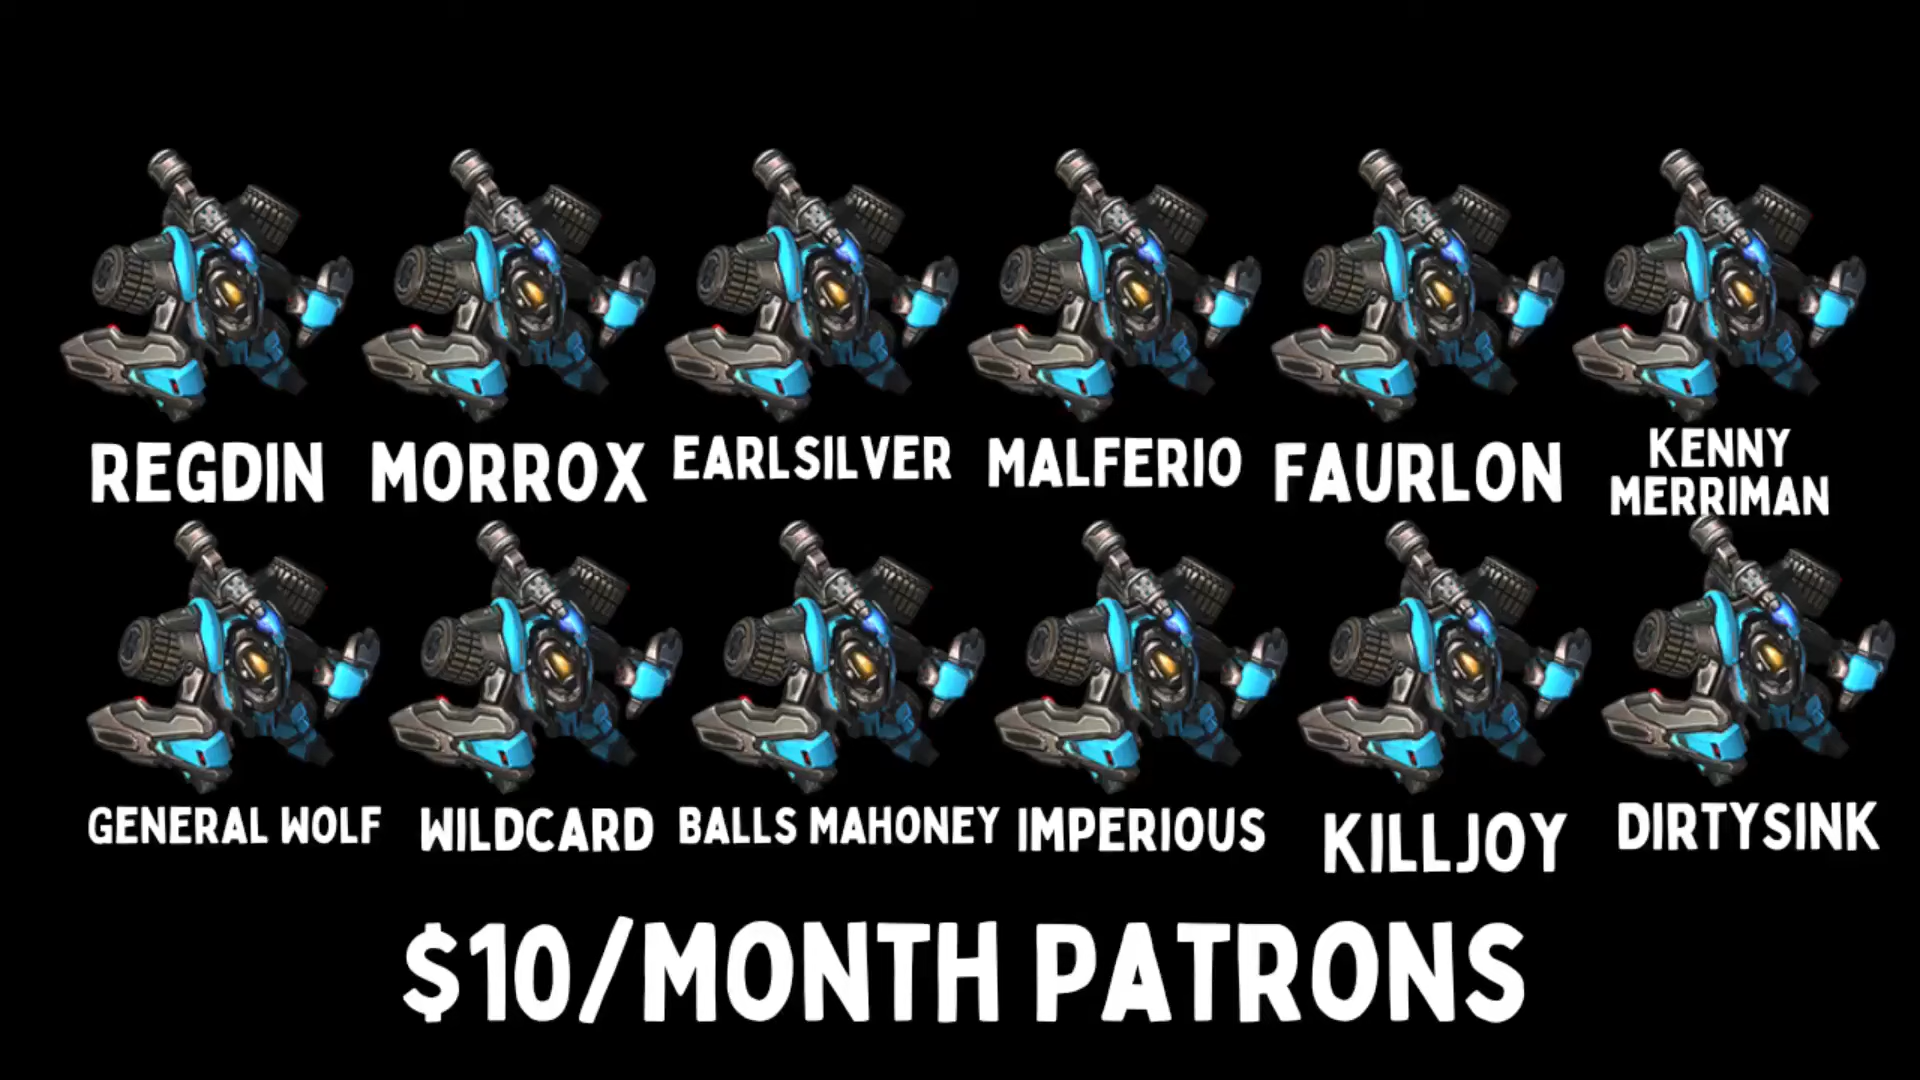 REGDIN
MORROX
EARLSILVER
MALFERIO
FAURLON
KENNY
MERRIMAN
GENERAL WOLF
WILDCARD
BALLS MAHONEY
IMPERIOUS
KILLJOY
DIRTYSINK
$10/MONTH PATRONS